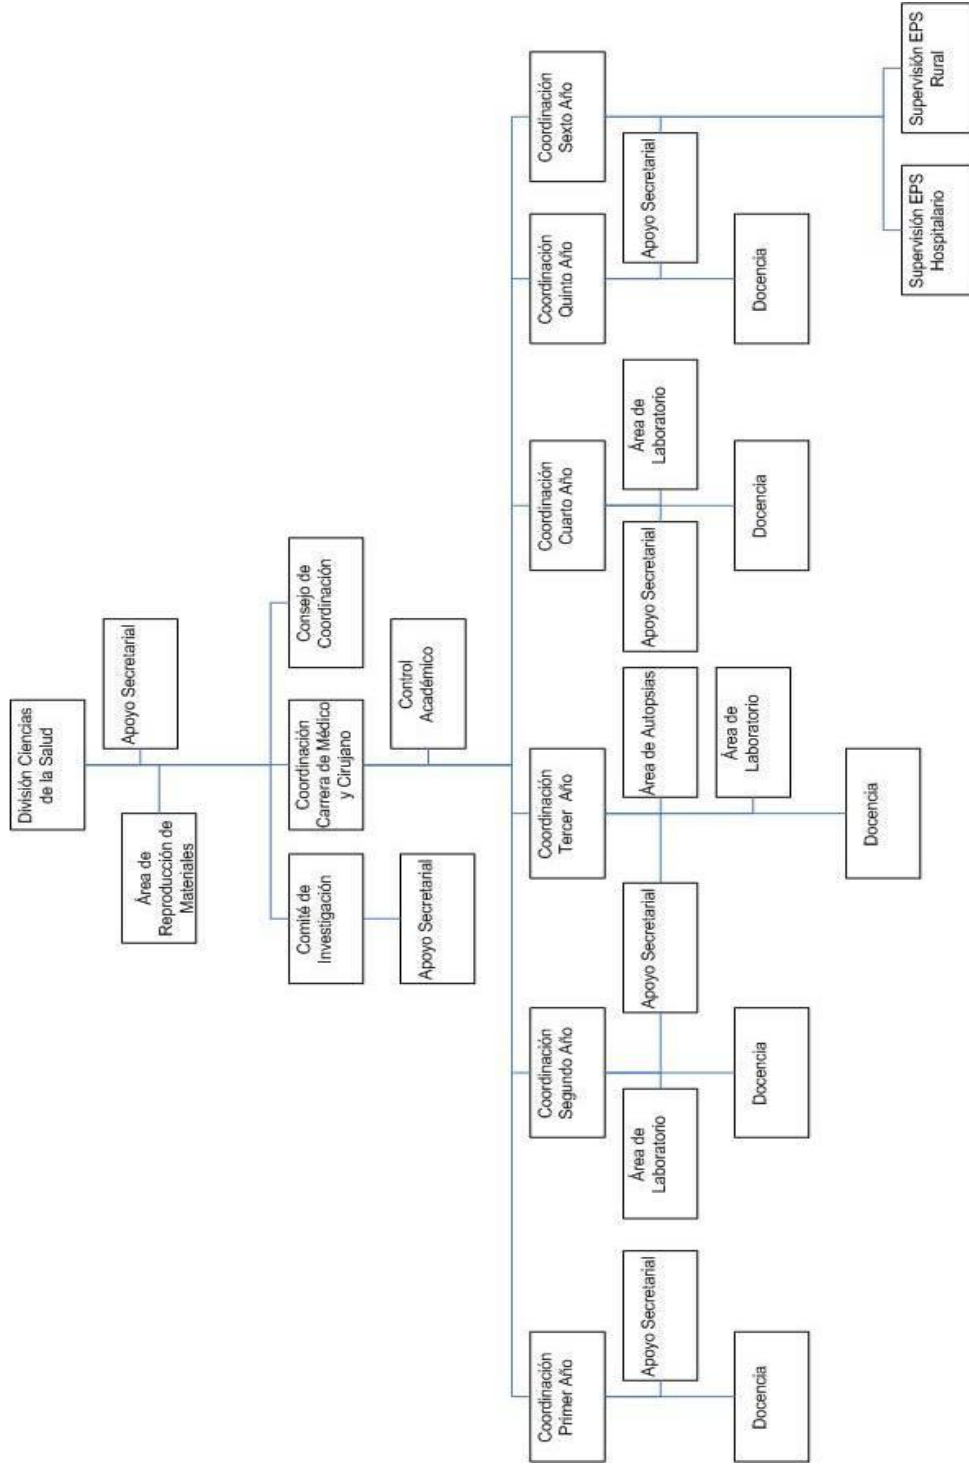 División Ciencias
de la Salud
Apoyo Secretarial
Área de
Reproducción de
Materiales
Comité de
Investigación
Coordinación
Carrera de Médico
y Cirujano
Consejo de
Coordinación
Apoyo Secretarial
Control
Académico
Coordinación
Primer Año
Coordinación
Segundo Año
Coordinación
Tercer Año
Coordinación
Cuarto Año
Coordinación
Quinto Año
Coordinación
Sexto Año
Apoyo Secretarial
Área de
Laboratorio
Apoyo Secretarial
Área de Autopsias
Apoyo Secretarial
Área de
Laboratorio
Apoyo Secretarial
Área de
Laboratorio
Docencia
Docencia
Docencia
Docencia
Docencia
Supervisión EPS
Hospitalario
Supervisión EPS
Rural